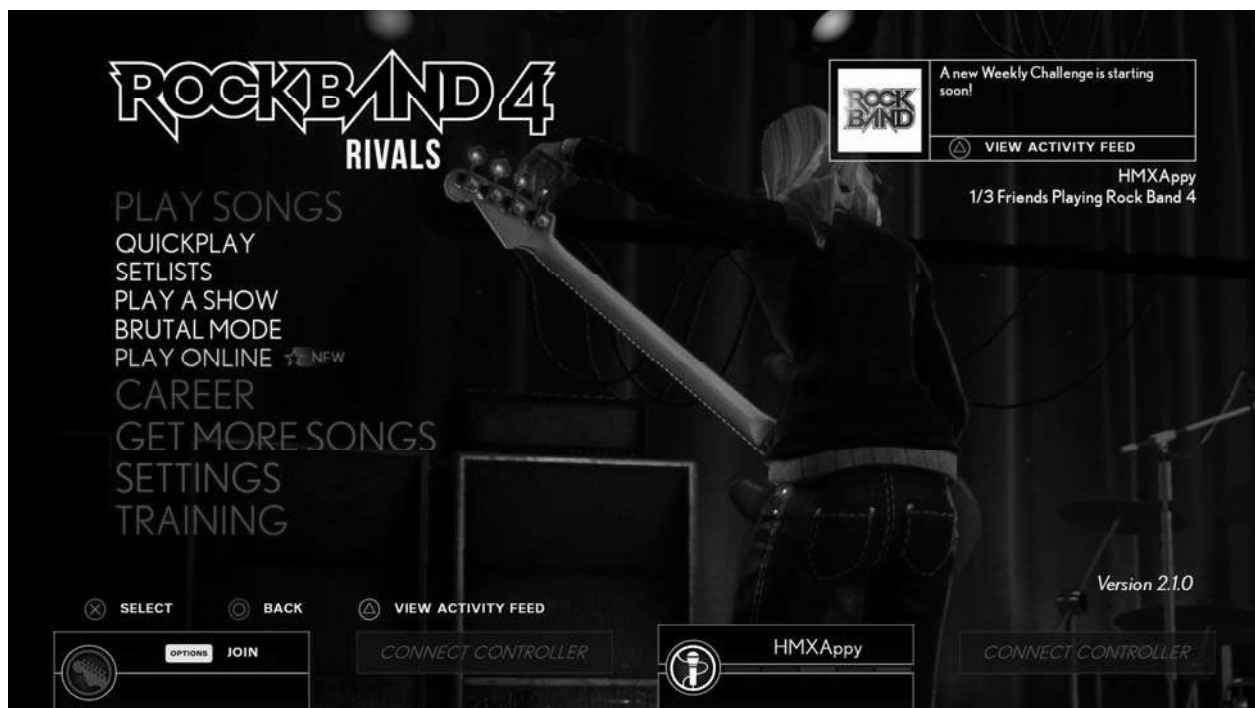 ROCKBAND 4
RIVALS
ROCK
BAND
A new Weekly Challenge is starting
soon!
VIEW ACTIVITY FEED
HMXAppy
1/3 Friends Playing Rock Band 4
PLAY SONGS
QUICKPLAY
SETLISTS
PLAY A SHOW
BRUTAL MODE
PLAY ONLINE NEW
CAREER
GET MORE SONGS
SETTINGS
TRAINING
Version 2.1.0
SELECT BACK VIEW ACTIVITY FEED
OPTIONS JOIN
CONNECT CONTROLLER
HMXAppy
CONNECT CONTROLLER